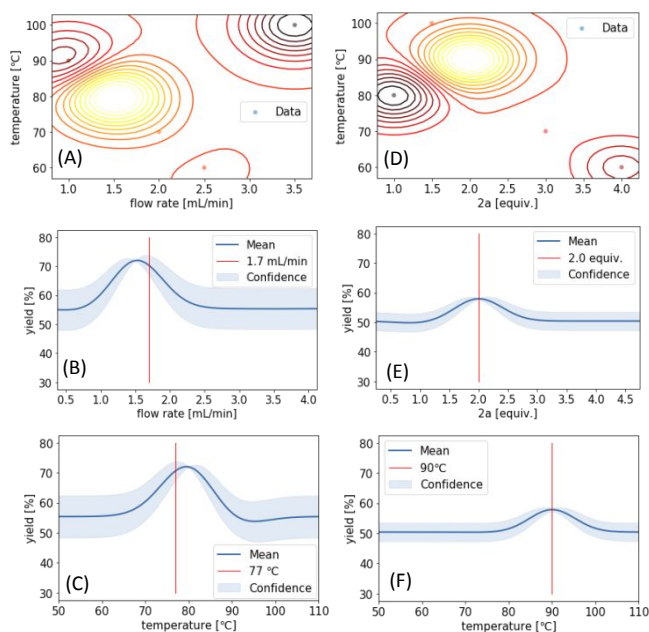 100
90
80
70
60
temperature [℃]
Data
(A)
1.0 1.5 2.0 2.5 3.0 3.5
flow rate [mL/min]
100
90
80
70
60
temperature [℃]
Data
(D)
1.0 1.5 2.0 2.5 3.0 3.5 4.0
2a [equiv.]
80
70
60
50
40
30
yield [%]
Mean
1.7 mL/min
Confidence
(B)
0.5 1.0 1.5 2.0 2.5 3.0 3.5 4.0
flow rate [mL/min]
80
70
60
50
40
30
yield [%]
Mean
2.0 equiv.
Confidence
(E)
0.5 1.0 1.5 2.0 2.5 3.0 3.5 4.0 4.5
2a [equiv.]
80
70
60
50
40
30
yield [%]
Mean
77 ℃
Confidence
(C)
50 60 70 80 90 100 110
temperature [℃]
80
70
60
50
40
30
yield [%]
Mean
90℃
Confidence
(F)
50 60 70 80 90 100 110
temperature [℃]